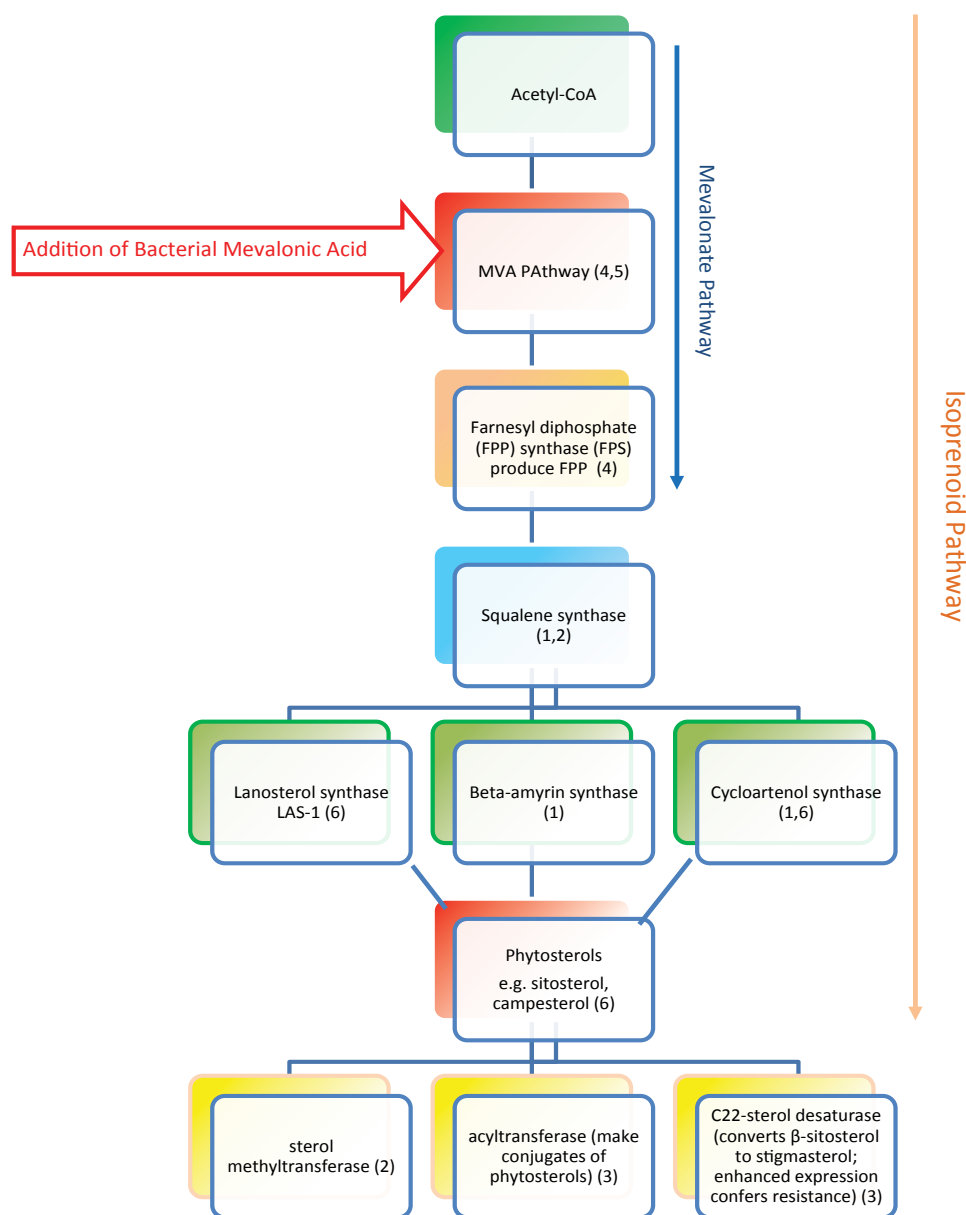 Acetyl-CoA
Mevalonate Pathway
Addition of Bacterial Mevalonic Acid
MVA PAthway (4,5)
Isoprenoid Pathway
Farnesyl diphosphate
(FPP) synthase (FPS)
produce FPP (4)
Squalene synthase
(1,2)
Lanosterol synthase
LAS-1 (6)
Beta-amyrin synthase
(1)
Cycloartenol synthase
(1,6)
Phytosterols
e.g. sitosterol,
campesterol (6)
sterol
methyltransferase (2)
acyltransferase (make
conjugates of
phytosterols) (3)
C22-sterol desaturase
(converts β-sitosterol
to stigmasterol;
enhanced expression
confers resistance) (3)